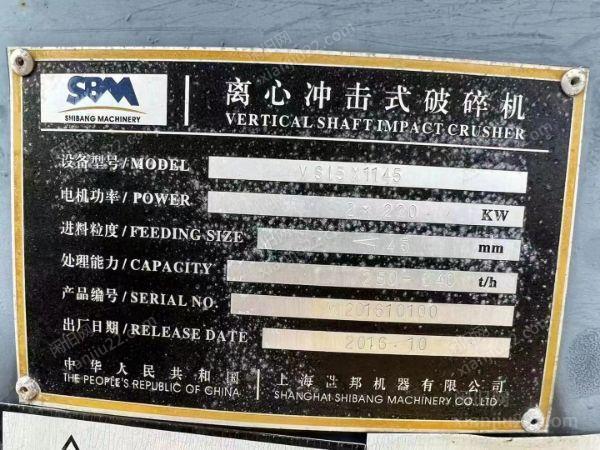 SBM
SHIBANG MACHINERY
离心冲击式破碎机
VERTICAL SHAFT IMPACT CRUSHER
设备型号/MODEL VSI5X1145
电机功率/POWER 2×220 KW
进料粒度/FEEDING SIZE 45 mm
处理能力/CAPACITY t/h
产品编号/SERIAL NO. 201610100
出厂日期/RELEASE DATE 2016.10
中华人民共和国 上海世邦机器有限公司
THE PEOPLE'S REPUBLIC OF CHINA SHANGHAI SHIBANG MACHINERY CO.,LTD.